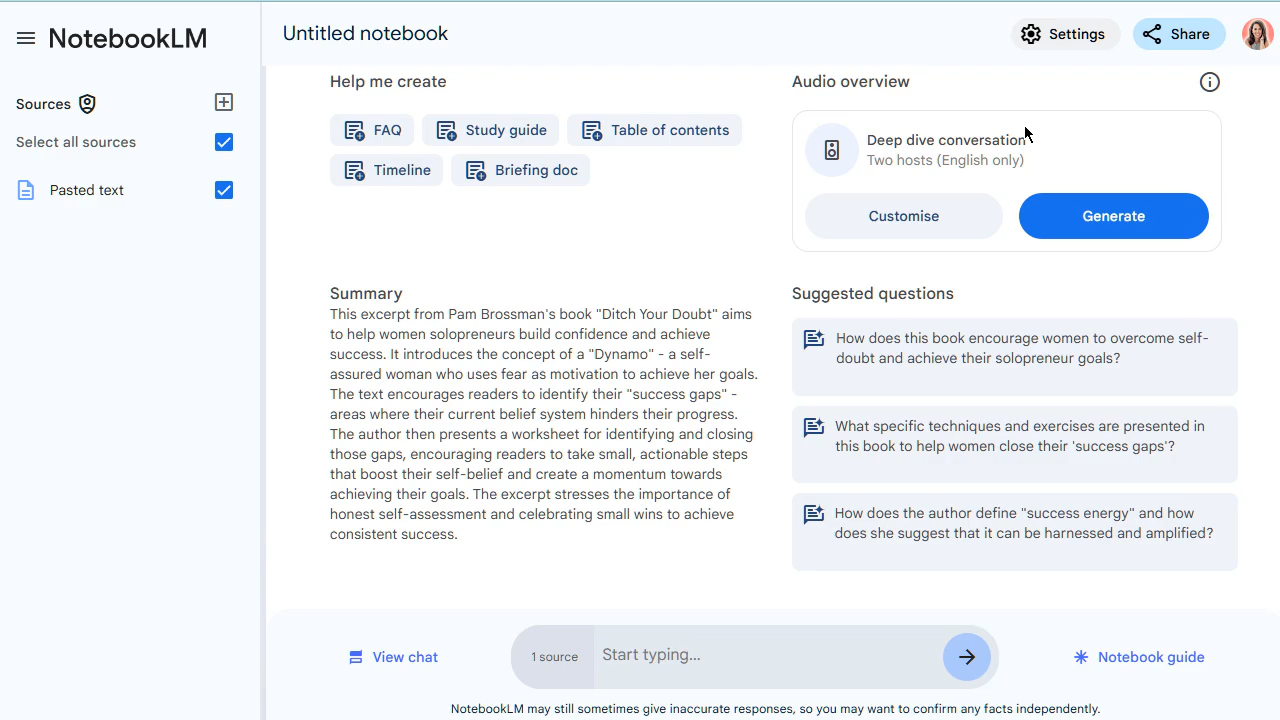 NotebookLM
Untitled notebook
Settings
Share
Sources
Select all sources
Pasted text
Help me create
FAQ
Study guide
Table of contents
Timeline
Briefing doc
Audio overview
Deep dive conversation
Two hosts (English only)
Customise
Generate
Summary
This excerpt from Pam Brossman's book "Ditch Your Doubt" aims
to help women solopreneurs build confidence and achieve
success. It introduces the concept of a "Dynamo" - a self-
assured woman who uses fear as motivation to achieve her goals.
The text encourages readers to identify their "success gaps" -
areas where their current belief system hinders their progress.
The author then presents a worksheet for identifying and closing
those gaps, encouraging readers to take small, actionable steps
that boost their self-belief and create a momentum towards
achieving their goals. The excerpt stresses the importance of
honest self-assessment and celebrating small wins to achieve
consistent success.
Suggested questions
How does this book encourage women to overcome self-
doubt and achieve their solopreneur goals?
What specific techniques and exercises are presented in
this book to help women close their 'success gaps'?
How does the author define "success energy" and how
does she suggest that it can be harnessed and amplified?
View chat
1 source
Start typing...
Notebook guide
NotebookLM may still sometimes give inaccurate responses, so you may want to confirm any facts independently.